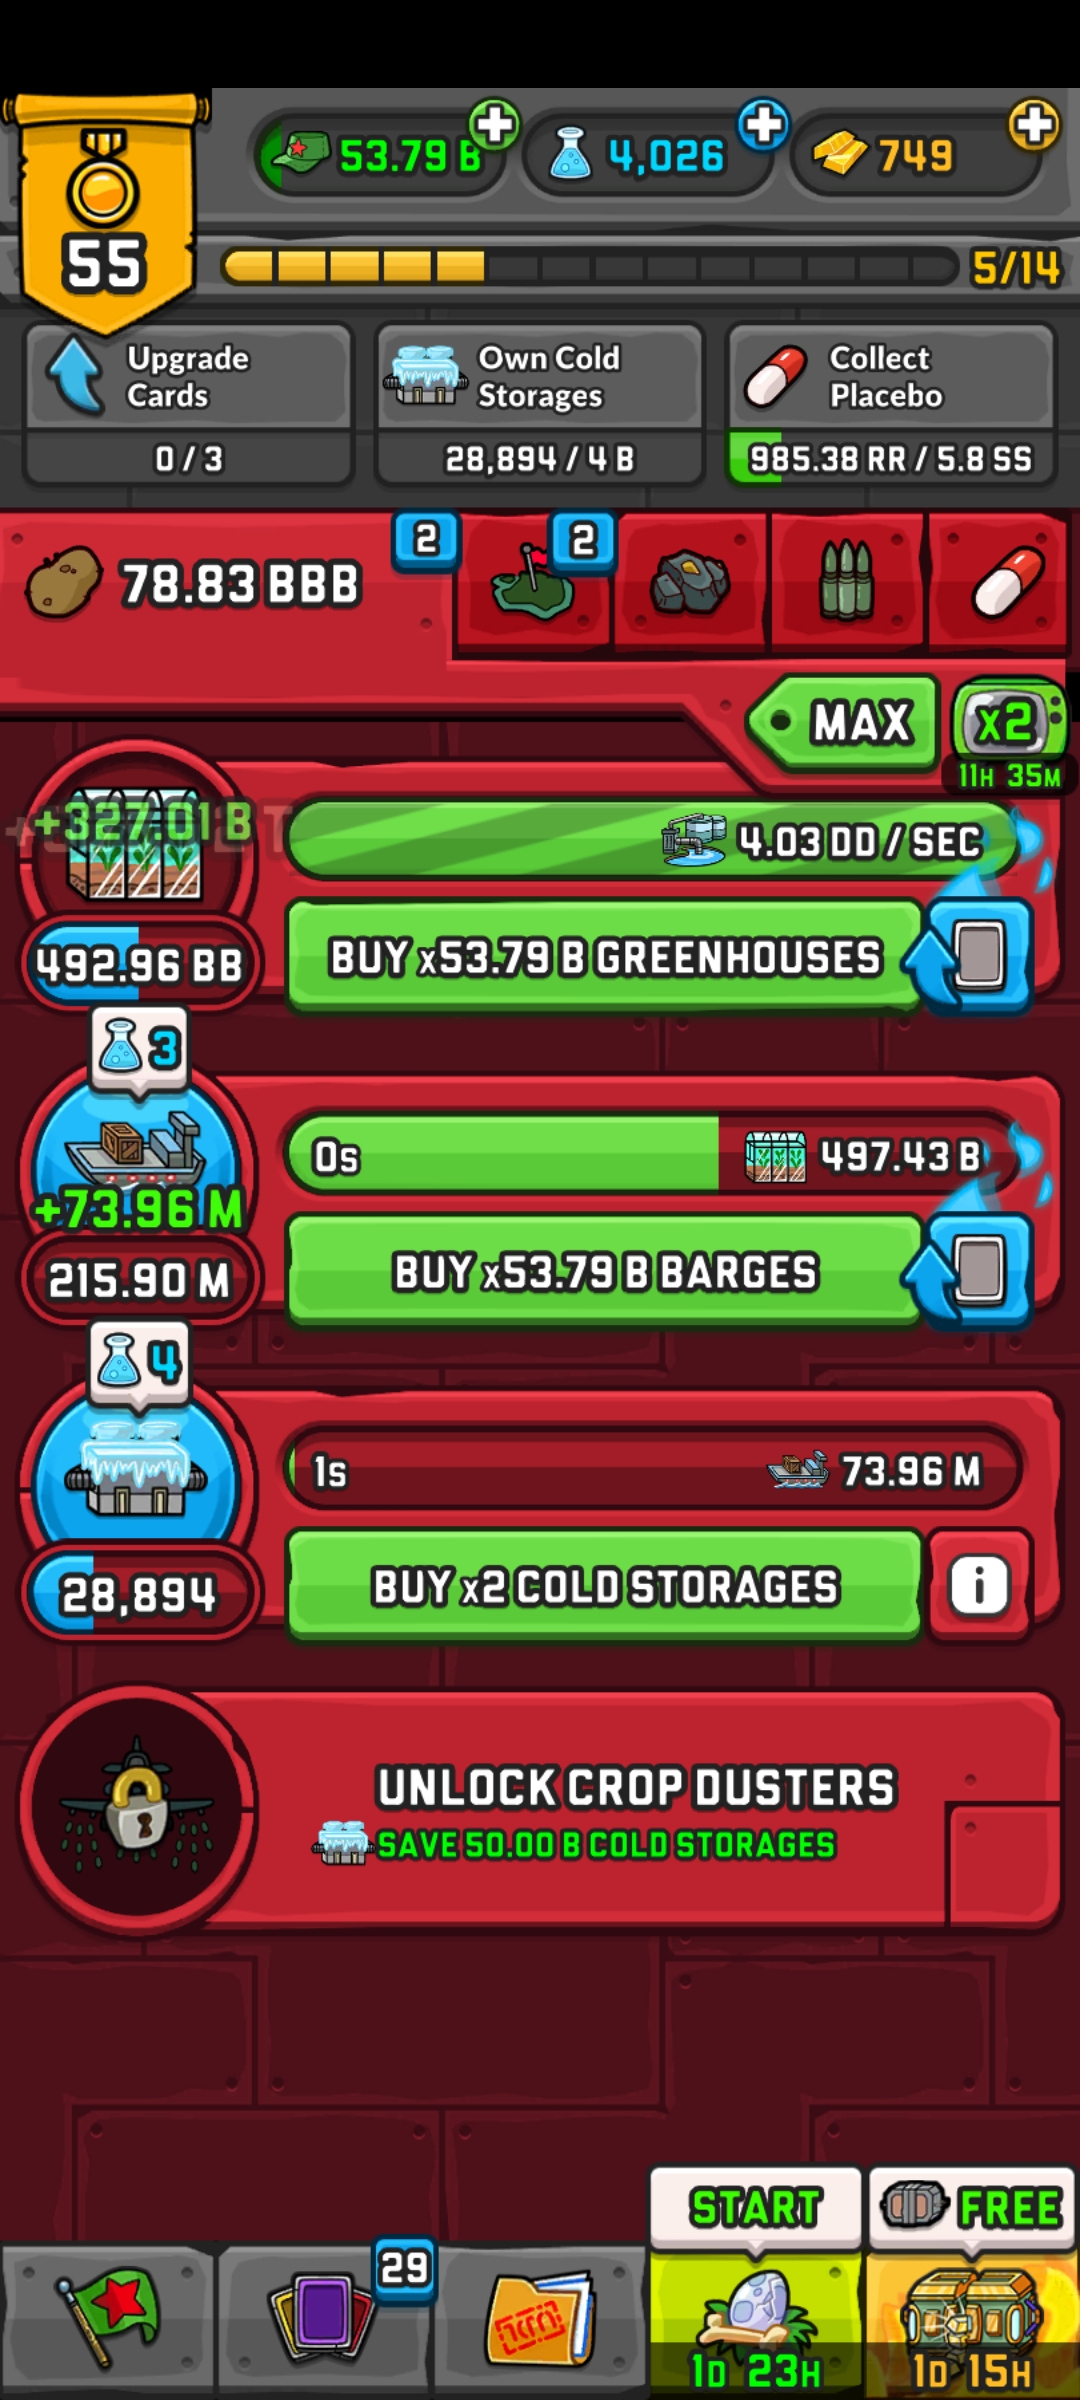 53.79 B
4,026
749
55
5/14
Upgrade
Cards
0 / 3
Own Cold
Storages
28,894 / 4 B
Collect
Placebo
985.38 RR / 5.8 SS
78.83 BBB
2
2
MAX
x2
11H 35M
+327.01 B
4.03 DD / SEC
492.96 BB
BUY x53.79 B GREENHOUSES
3
0s
497.43 B
+73.96 M
215.90 M
BUY x53.79 B BARGES
4
1s
73.96 M
28,894
BUY x2 COLD STORAGES
i
UNLOCK CROP DUSTERS
SAVE 50.00 B COLD STORAGES
START
FREE
29
1D 23H
1D 15H